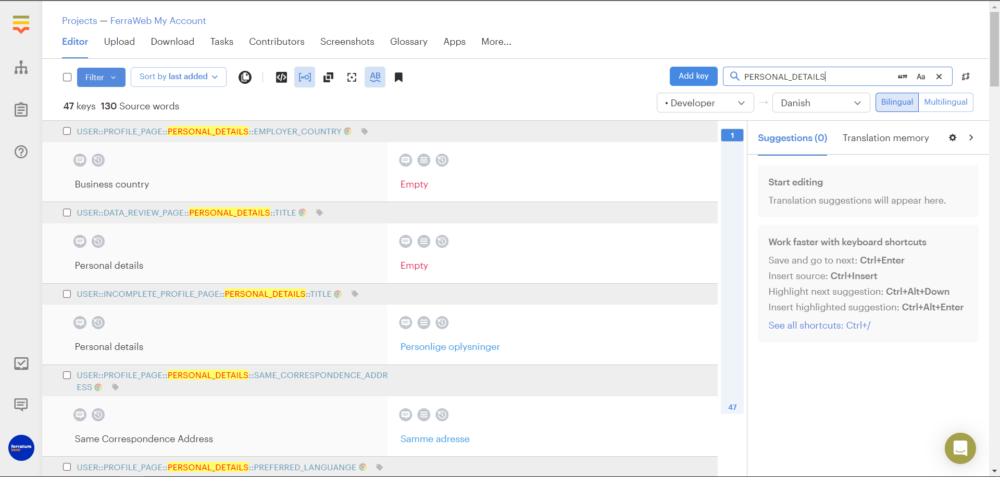 Projects — FerraWeb My Account
Editor Upload Download Tasks Contributors Screenshots Glossary Apps More...
Filter Sort by last added AB Add key PERSONAL_DETAILS “” Aa
• Developer → Danish Bilingual Multilingual
47 keys 130 Source words
USER::PROFILE_PAGE::PERSONAL_DETAILS::EMPLOYER_COUNTRY
Business country Empty
USER::DATA_REVIEW_PAGE::PERSONAL_DETAILS::TITLE
Personal details Empty
USER::INCOMPLETE_PROFILE_PAGE::PERSONAL_DETAILS::TITLE
Personal details Personlige oplysninger
USER::PROFILE_PAGE::PERSONAL_DETAILS::SAME_CORRESPONDENCE_ADDR
ESS
Same Correspondence Address Samme adresse
USER::PROFILE_PAGE::PERSONAL_DETAILS::PREFERRED_LANGUANGE
1
47
Suggestions (0) Translation memory
Start editing
Translation suggestions will appear here.
Work faster with keyboard shortcuts
Save and go to next: Ctrl+Enter
Insert source: Ctrl+Insert
Highlight next suggestion: Ctrl+Alt+Down
Insert highlighted suggestion: Ctrl+Alt+Enter
See all shortcuts: Ctrl+/
ferratum
bank